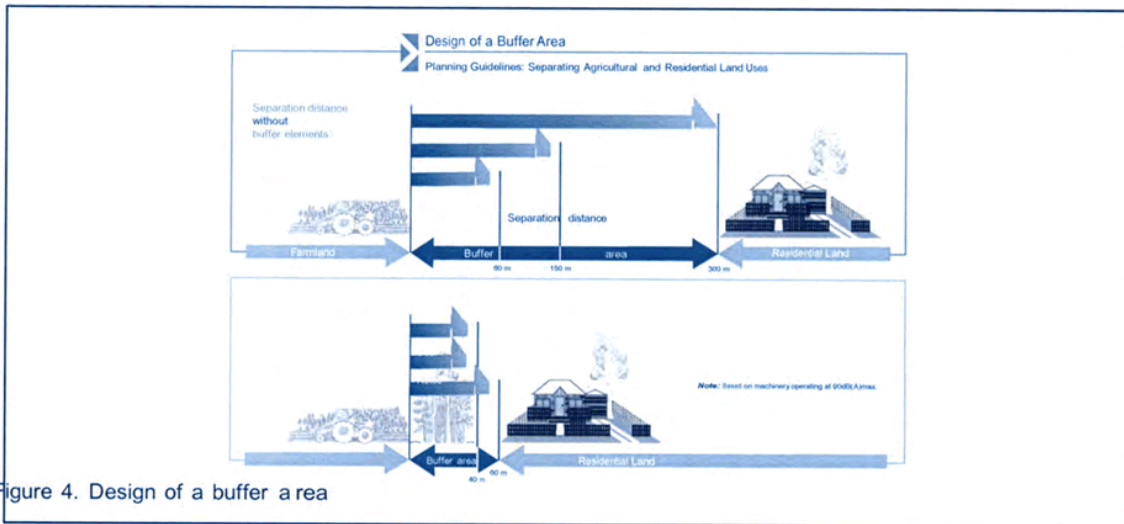 Design of a Buffer Area
Planning Guidelines: Separating Agricultural and Residential Land Uses
Separation distance
without
buffer elements:
Separation distance
Farmland
Buffer area
Residential Land
80 m
150 m
300 m
Note: Based on machinery operating at 90dB(A)max.
Buffer area
Residential Land
40 m
60 m
igure 4. Design of a buffer a rea